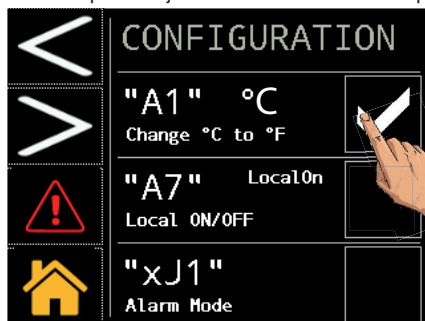 CONFIGURATION
"A1" °C
Change °C to °F
"A7" LocalOn
Local ON/OFF
"xJ1"
Alarm Mode